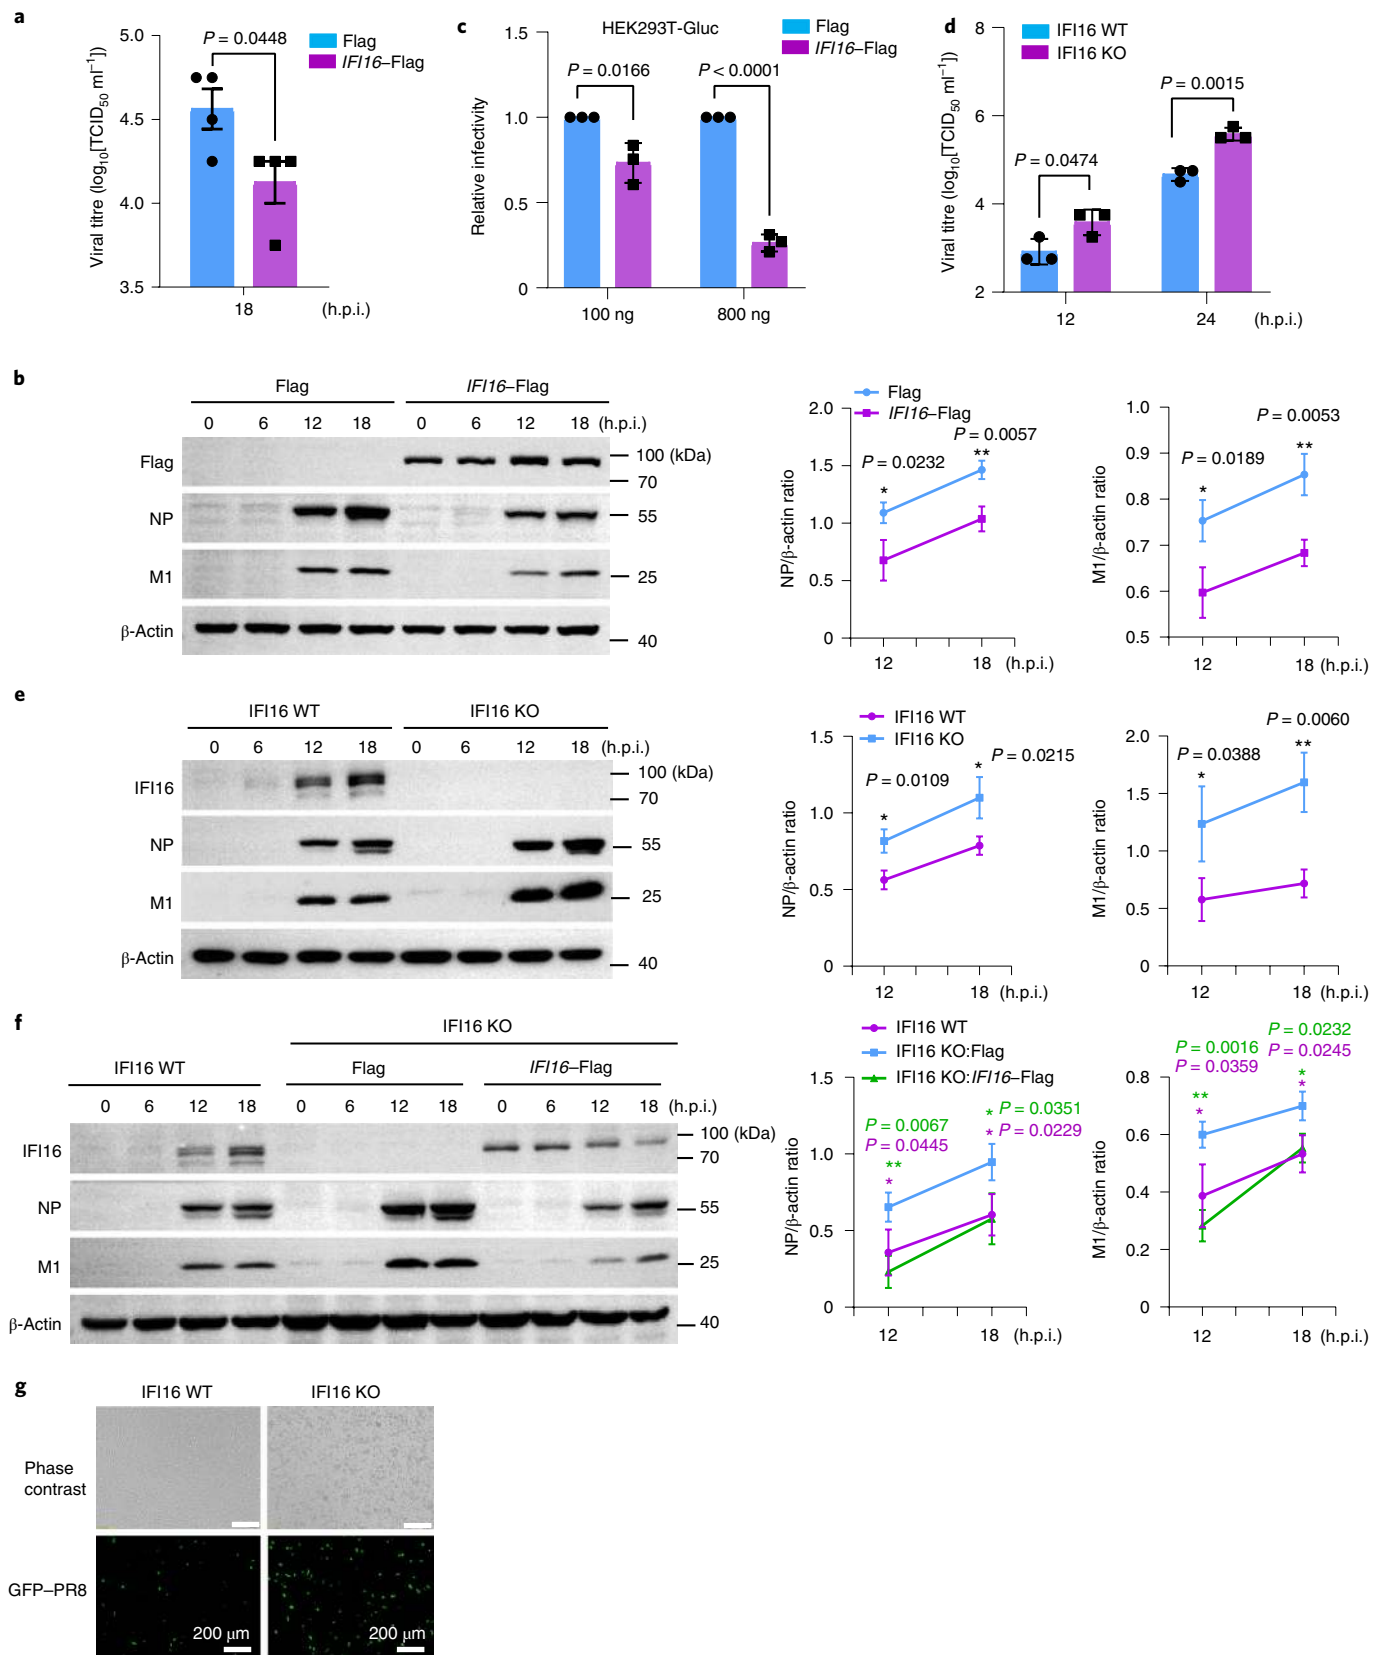 a
Viral titre (log10[TCID50 ml−1])
5.0
4.5
4.0
3.5
P = 0.0448
Flag
IFI16–Flag
18
(h.p.i.)
c
HEK293T-Gluc
Relative infectivity
1.5
1.0
0.5
0
P = 0.0166
P < 0.0001
Flag
IFI16–Flag
100 ng
800 ng
d
Viral titre (log10[TCID50 ml−1])
8
6
4
2
IFI16 WT
IFI16 KO
P = 0.0474
P = 0.0015
12
24
(h.p.i.)
b
Flag
IFI16–Flag
0 6 12 18 0 6 12 18 (h.p.i.)
Flag
100 (kDa)
70
NP
55
M1
25
β-Actin
40
Flag
IFI16–Flag
NP/β-actin ratio
2.0
1.5
1.0
0.5
0
P = 0.0232
*
P = 0.0057
**
12 18 (h.p.i.)
M1/β-actin ratio
1.0
0.9
0.8
0.7
0.6
0.5
P = 0.0189
*
P = 0.0053
**
12 18 (h.p.i.)
e
IFI16 WT
IFI16 KO
0 6 12 18 0 6 12 18 (h.p.i.)
IFI16
100 (kDa)
70
NP
55
M1
25
β-Actin
40
IFI16 WT
IFI16 KO
NP/β-actin ratio
1.5
1.0
0.5
0
P = 0.0109
*
* P = 0.0215
12 18 (h.p.i.)
M1/β-actin ratio
2.0
1.5
1.0
0.5
0
P = 0.0388
*
P = 0.0060
**
12 18 (h.p.i.)
f
IFI16 KO
IFI16 WT
Flag
IFI16–Flag
0 6 12 18 0 6 12 18 0 6 12 18 (h.p.i.)
IFI16
100 (kDa)
70
NP
55
M1
25
β-Actin
40
IFI16 WT
IFI16 KO:Flag
IFI16 KO:IFI16–Flag
NP/β-actin ratio
1.5
1.0
0.5
0
P = 0.0067
P = 0.0445
**
*
* P = 0.0351
* P = 0.0229
12 18 (h.p.i.)
M1/β-actin ratio
0.8
0.6
0.4
0.2
0
P = 0.0016
P = 0.0359
**
*
P = 0.0232
P = 0.0245
*
*
12 18 (h.p.i.)
g
IFI16 WT
IFI16 KO
Phase
contrast
GFP–PR8
200 µm
200 µm